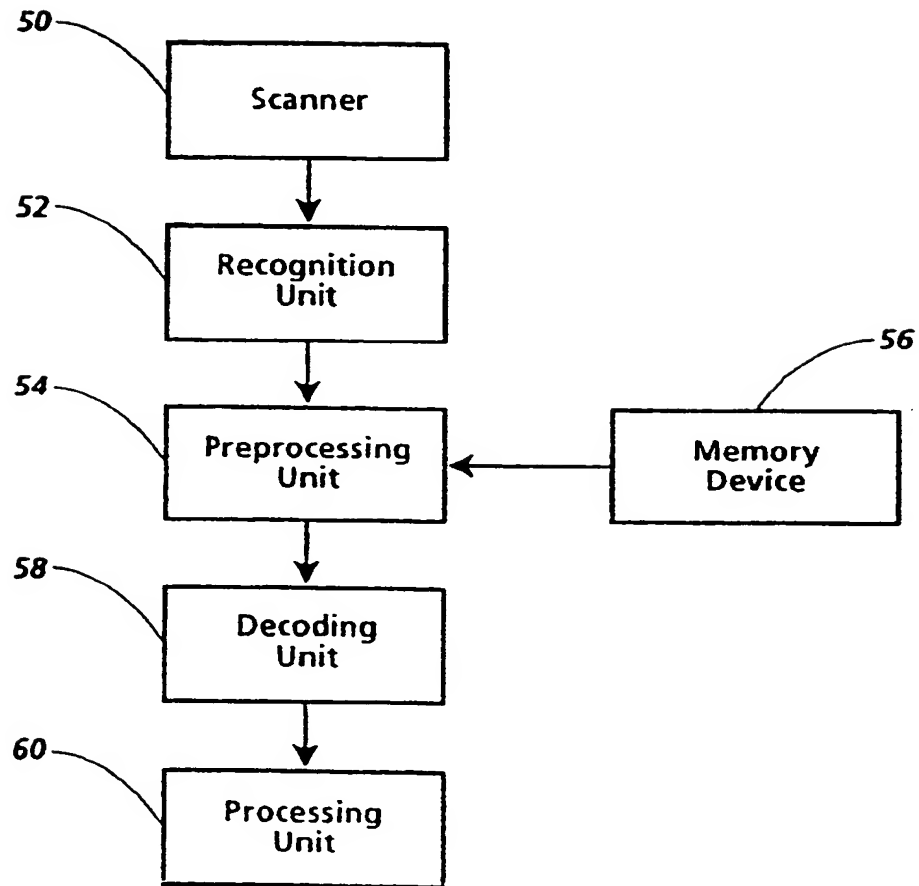 50
Scanner
52
Recognition
Unit
56
54
Preprocessing
Unit
Memory
Device
58
Decoding
Unit
60
Processing
Unit